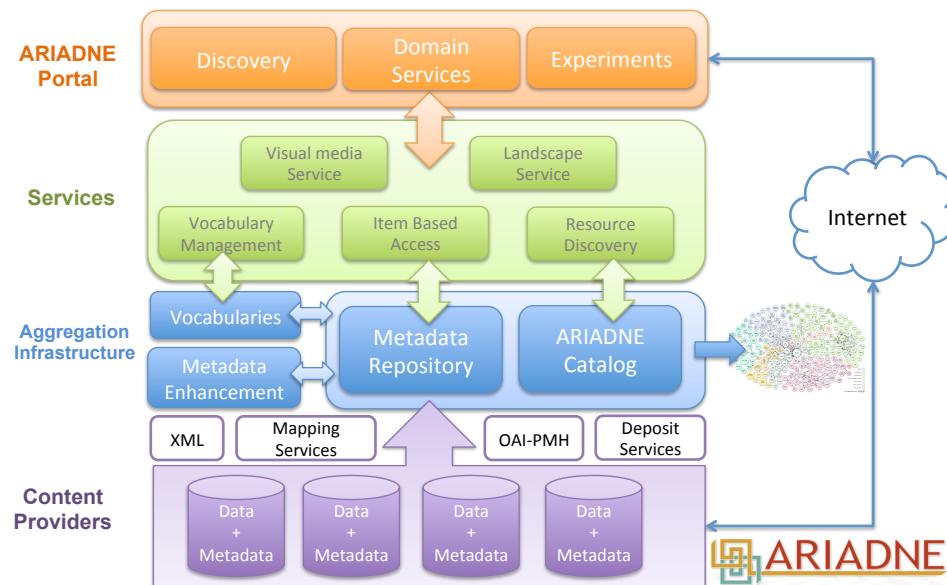 ARIADNE
Portal
Discovery
Domain
Services
Experiments
Services
Visual media
Service
Landscape
Service
Vocabulary
Management
Item Based
Access
Resource
Discovery
Internet
Aggregation
Infrastructure
Vocabularies
Metadata
Enhancement
Metadata
Repository
ARIADNE
Catalog
XML
Mapping
Services
OAI-PMH
Deposit
Services
Content
Providers
Data
+
Metadata
Data
+
Metadata
Data
+
Metadata
Data
+
Metadata
ARIADNE